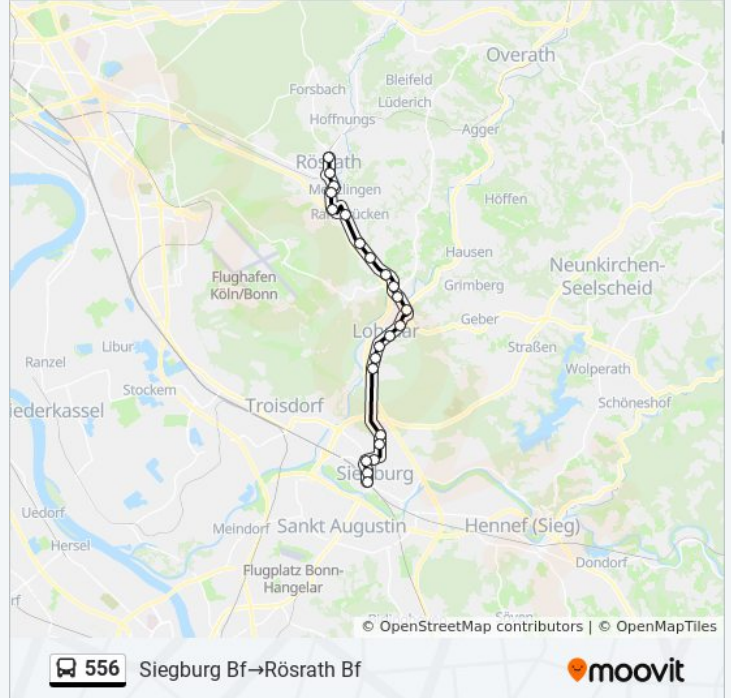 Overath
Bleifeld
Forsbach
Lüderich
Hoffnungs
Agger
Rösrath
Höffen
Hausen
Flughafen
Köln/Bonn
Neunkirchen-
Seelscheid
Grimberg
Geber
Lohmar
Straßen
Libur
Ranzel
Wolperath
Stockem
Schöneshof
Troisdorf
iederkassel
Siegburg
Uedorf
Meindorf
Sankt Augustin
Hennef (Sieg)
Hersel
Dondorf
Flugplatz Bonn-
Hangelar
rf
© OpenStreetMap contributors | © OpenMapTiles
556 Siegburg Bf→Rösrath Bf
moovit